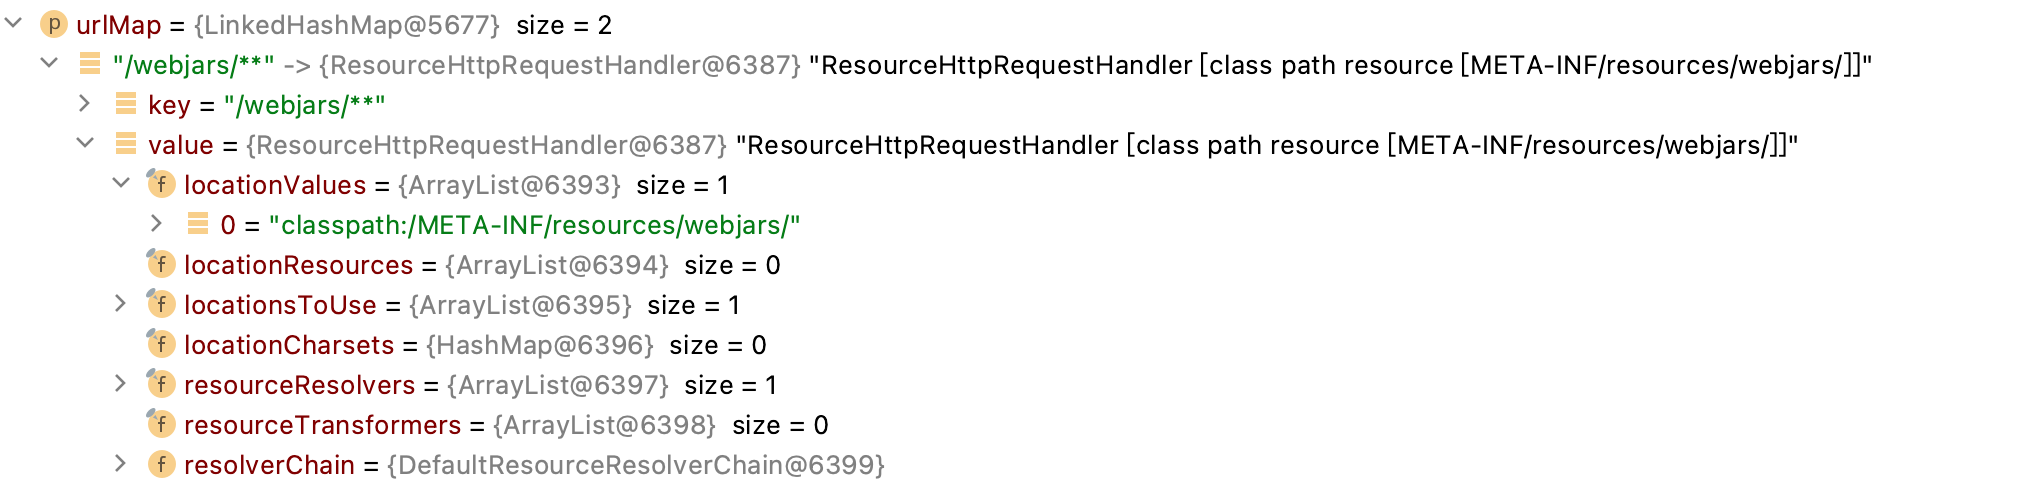 p urlMap = {LinkedHashMap@5677} size = 2
"/webjars/**" -> {ResourceHttpRequestHandler@6387} "ResourceHttpRequestHandler [class path resource [META-INF/resources/webjars/]]"
key = "/webjars/**"
value = {ResourceHttpRequestHandler@6387} "ResourceHttpRequestHandler [class path resource [META-INF/resources/webjars/]]"
f locationValues = {ArrayList@6393} size = 1
0 = "classpath:/META-INF/resources/webjars/"
f locationResources = {ArrayList@6394} size = 0
f locationsToUse = {ArrayList@6395} size = 1
f locationCharsets = {HashMap@6396} size = 0
f resourceResolvers = {ArrayList@6397} size = 1
f resourceTransformers = {ArrayList@6398} size = 0
f resolverChain = {DefaultResourceResolverChain@6399}